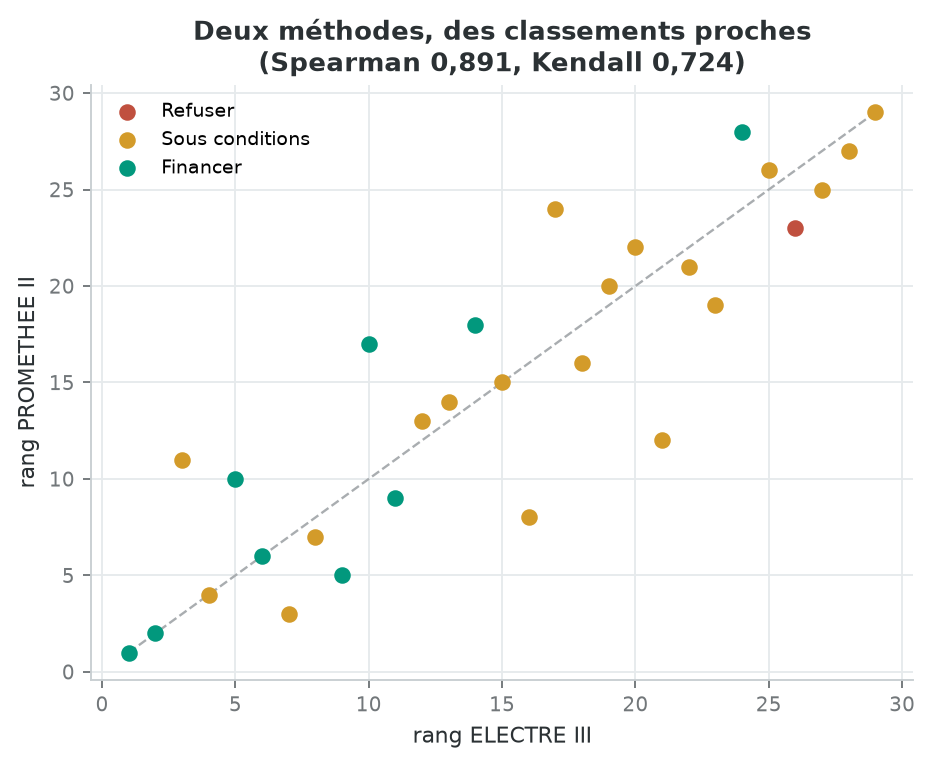 Deux méthodes, des classements proches
(Spearman 0,891, Kendall 0,724)
Refuser
Sous conditions
Financer
rang PROMETHEE II
30
25
20
15
10
5
0
0 5 10 15 20 25 30
rang ELECTRE III